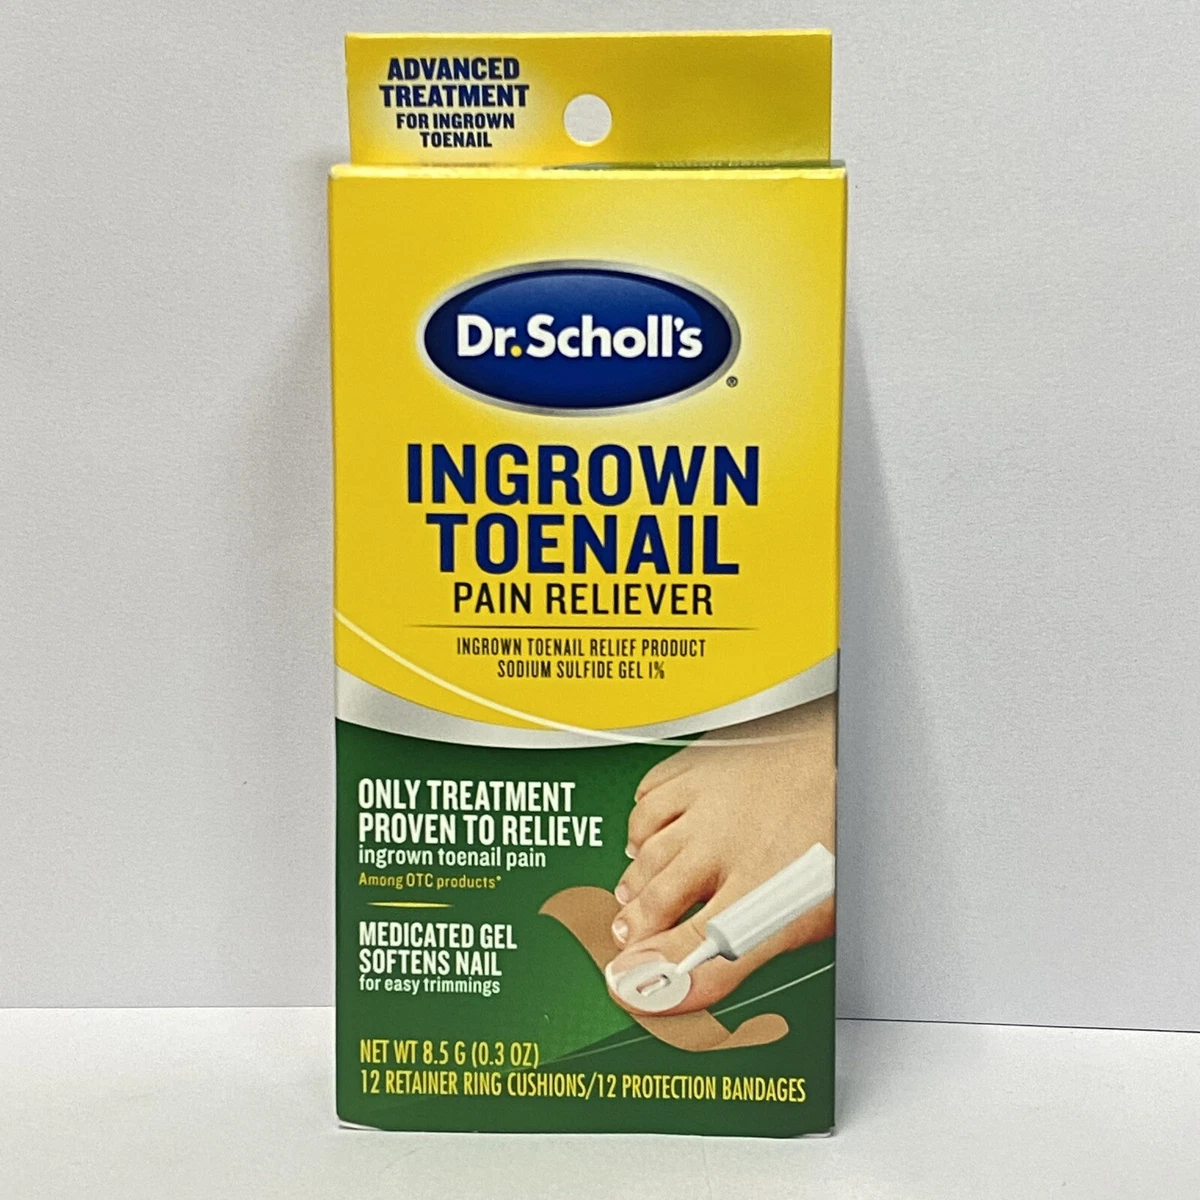 ADVANCED
TREATMENT
FOR INGROWN
TOENAIL
Dr.Scholl's®
INGROWN
TOENAIL
PAIN RELIEVER
INGROWN TOENAIL RELIEF PRODUCT
SODIUM SULFIDE GEL 1%
ONLY TREATMENT
PROVEN TO RELIEVE
ingrown toenail pain
Among OTC products*
MEDICATED GEL
SOFTENS NAIL
for easy trimmings
NET WT 8.5 G (0.3 OZ)
12 RETAINER RING CUSHIONS/12 PROTECTION BANDAGES